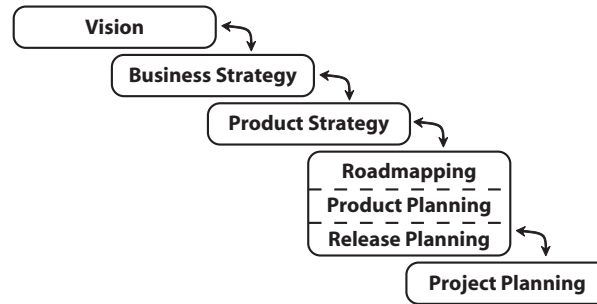 Vision
Business Strategy
Product Strategy
Roadmapping
Product Planning
Release Planning
Project Planning